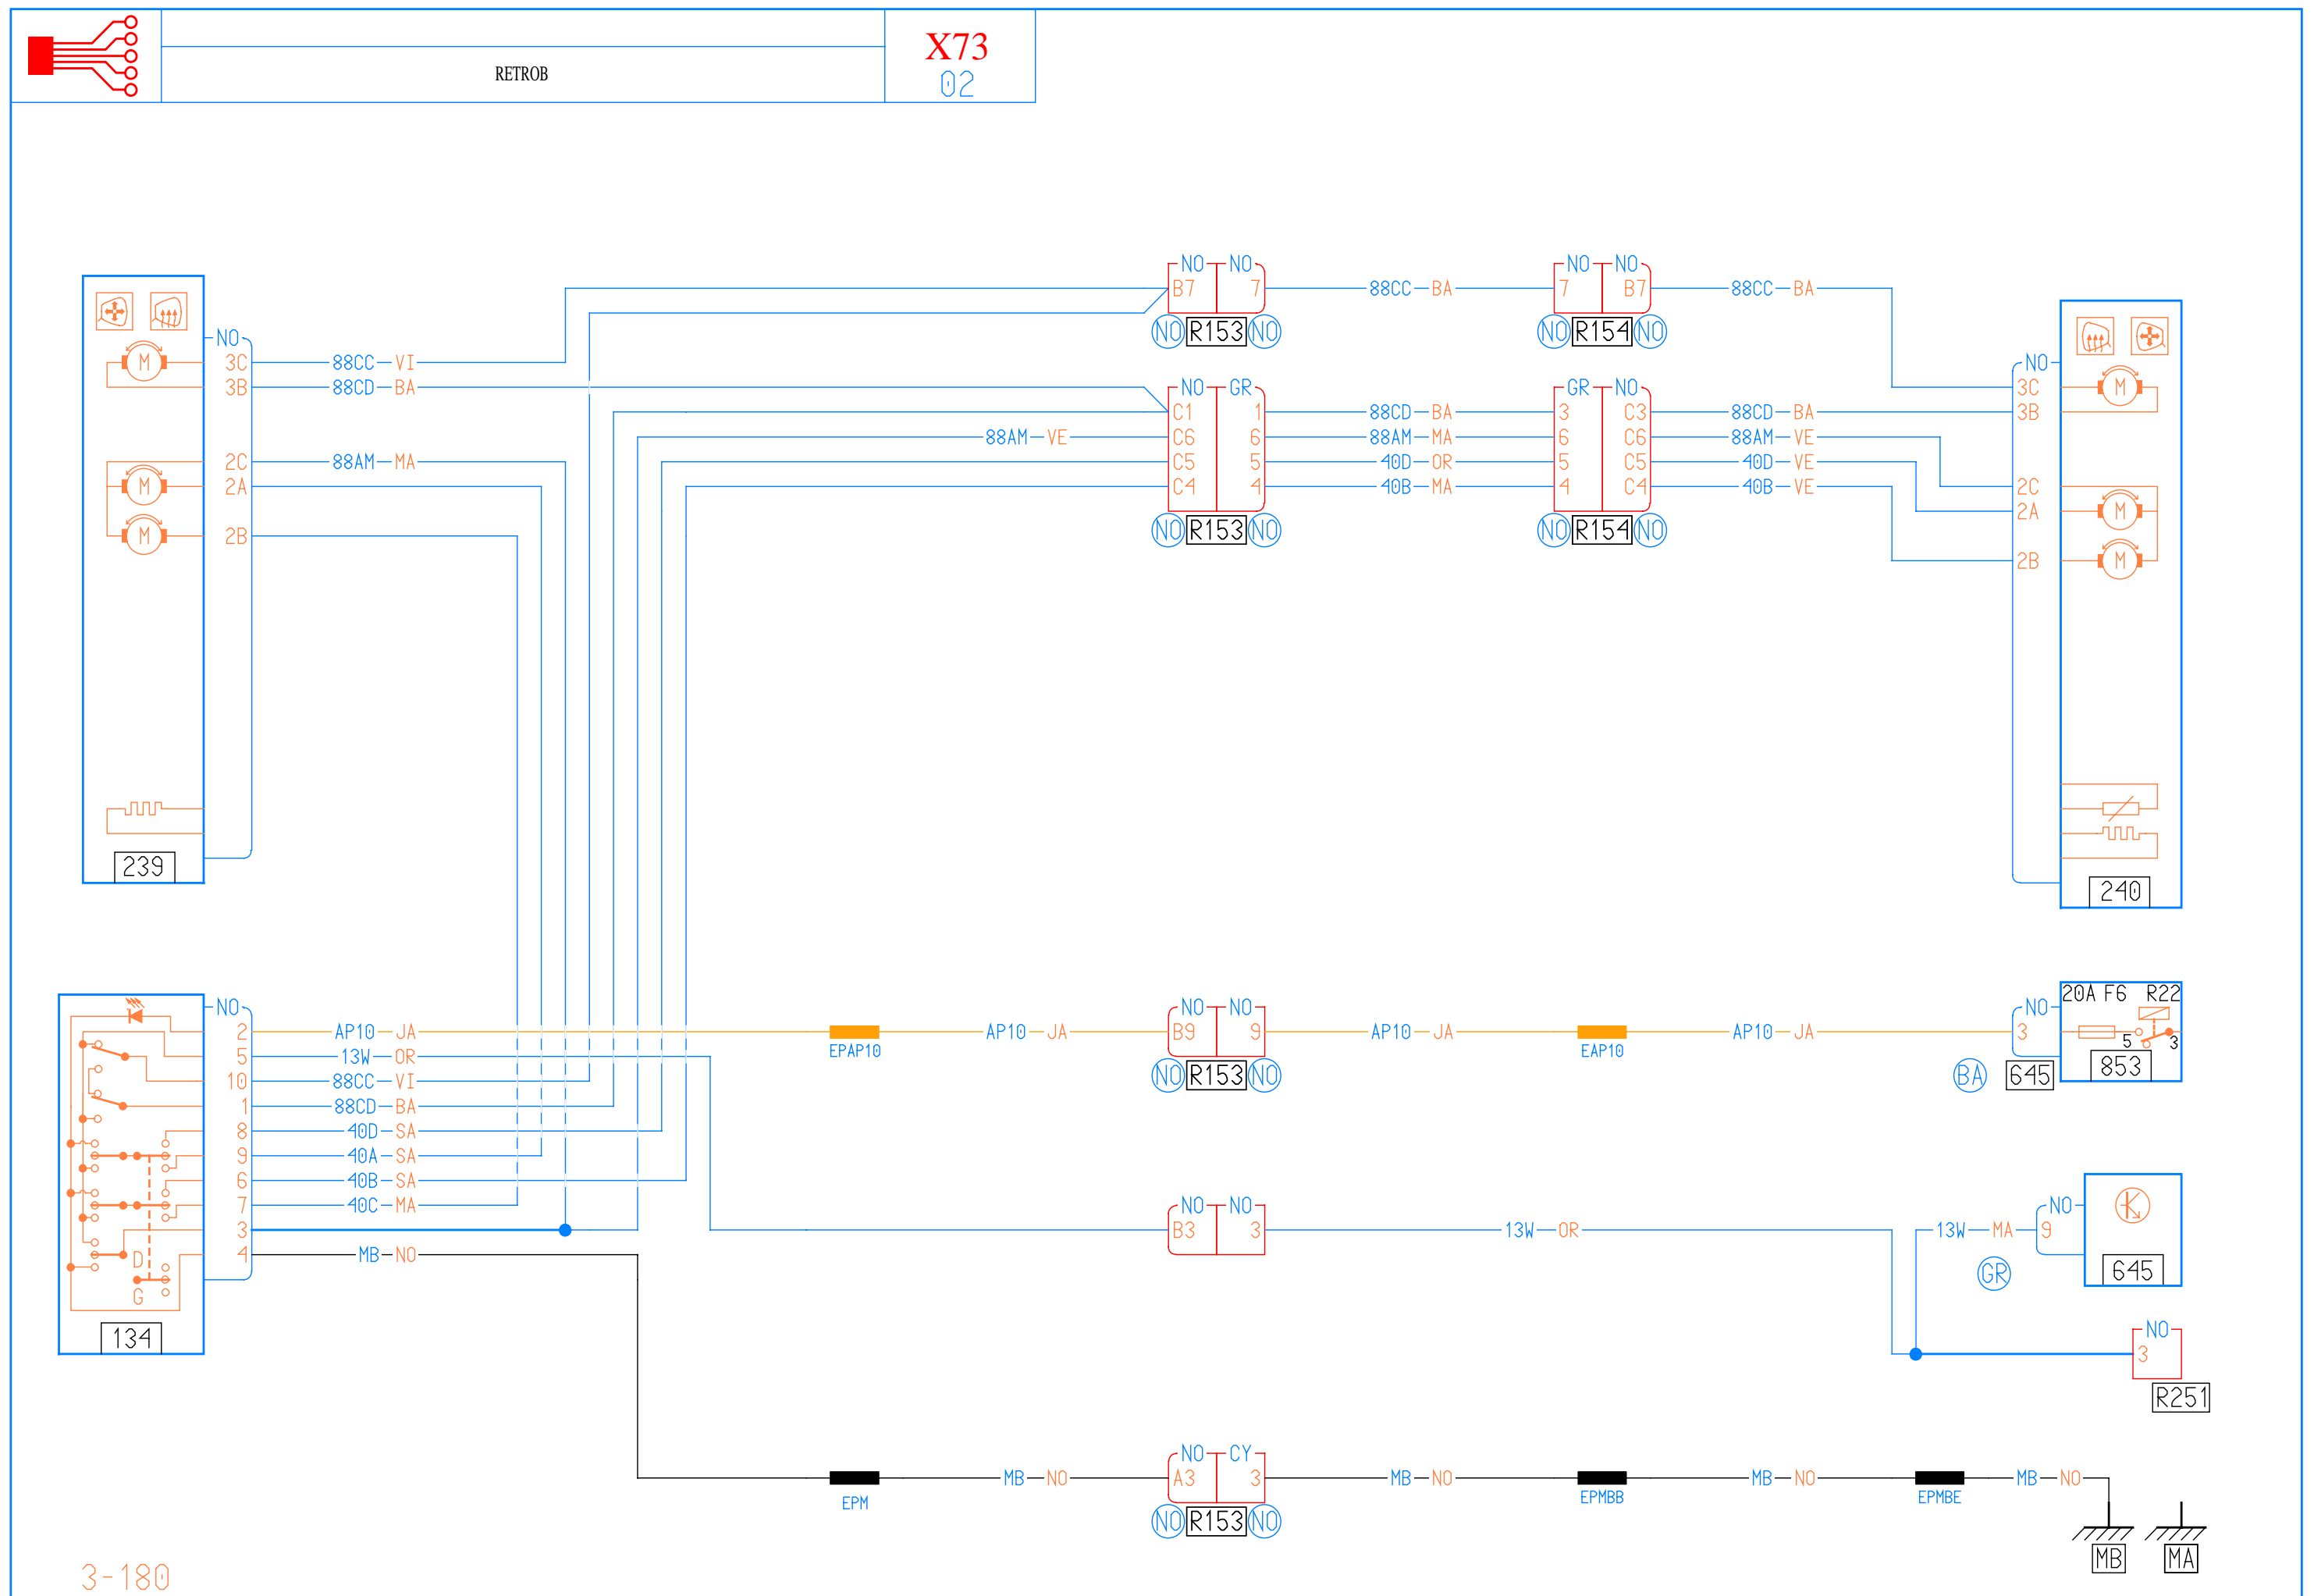 X73
RETROB
02
NO NO NO NO
B7 7 88CC BA 7 B7 88CC BA
NO R153 NO NO R154 NO
NO
M 3C 88CC VI
3B 88CD BA
NO
3C M
3B
NO GR GR NO
C1 1 88CD BA 3 C3 88CD BA
88AM VE C6 6 88AM MA 6 C6 88AM VE
2C 88AM MA C5 5 40D OR 5 C5 40D VE
M 2A C4 4 40B MA 4 C4 40B VE 2C
2A M
NO R153 NO NO R154 NO
M 2B
2B M
239
240
NO NO NO NO 20A F6 R22
2 AP10 JA EPAP10 AP10 JA B9 9 AP10 JA EAP10 AP10 JA 3 5 3
5 13W OR
NO R153 NO BA 645 853
10 88CC VI
1 88CD BA
8 40D SA
9 40A SA
6 40B SA
7 40C MA
3
4 MB NO
D
G
134
NO NO NO
B3 3 13W OR 13W MA 9
GR 645
NO
3
R251
NO CY
EPM MB NO A3 3 MB NO EPMBB MB NO EPMBE MB NO
NO R153 NO
MB MA
3-180